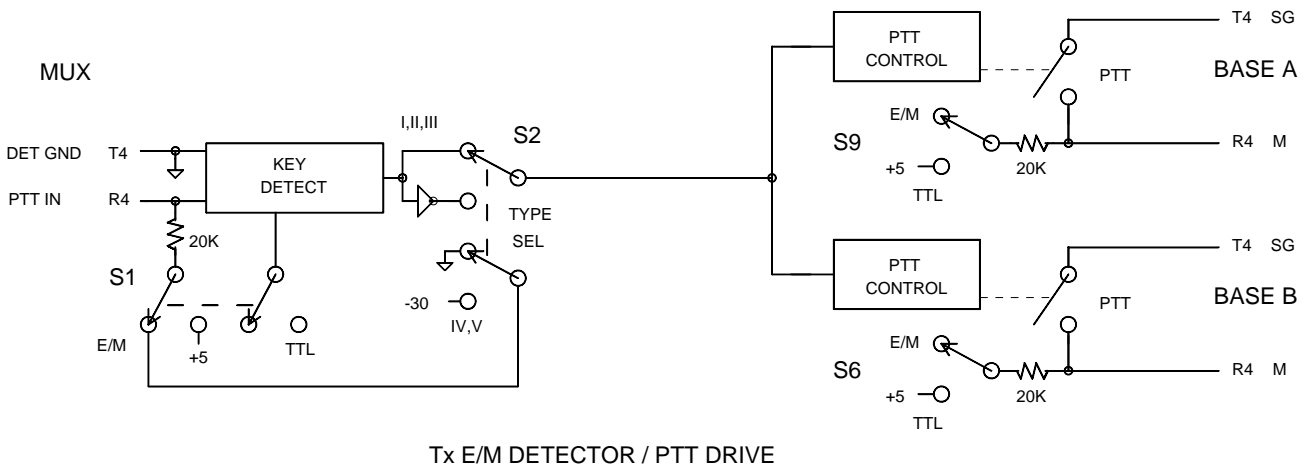 MUX
DET GND T4
PTT IN R4
KEY
DETECT
20K
S1
E/M
+5
TTL
I,II,III
S2
TYPE
SEL
-30
IV,V
PTT
CONTROL
T4 SG
PTT
BASE A
E/M
S9
+5
TTL
20K
R4 M
PTT
CONTROL
T4 SG
PTT
BASE B
E/M
S6
+5
TTL
20K
R4 M
Tx E/M DETECTOR / PTT DRIVE